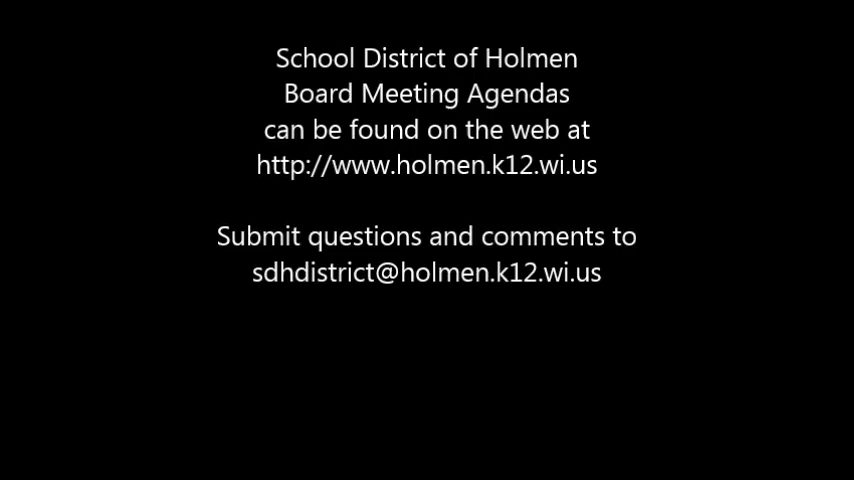 School District of Holmen
Board Meeting Agendas
can be found on the web at
http://www.holmen.k12.wi.us
Submit questions and comments to
sdhdistrict@holmen.k12.wi.us